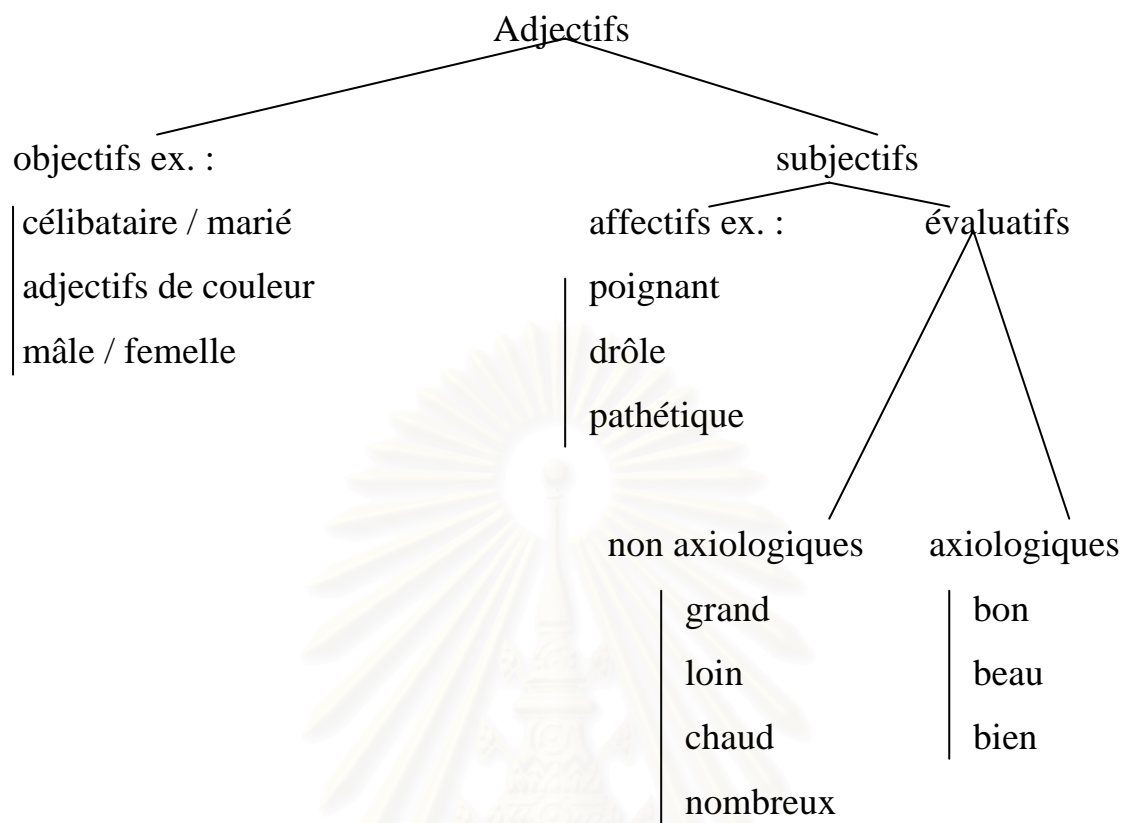 Adjectifs
objectifs ex. :
célibataire / marié
adjectifs de couleur
mâle / femelle
subjectifs
affectifs ex. :
poignant
drôle
pathétique
évaluatifs
non axiologiques
grand
loin
chaud
nombreux
axiologiques
bon
beau
bien